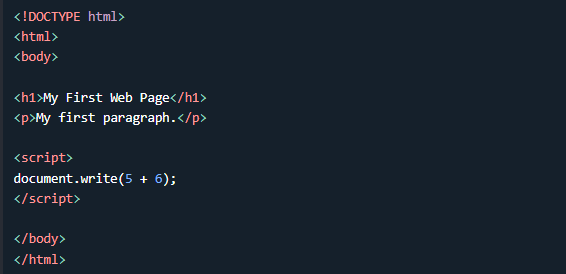 <!DOCTYPE html>
<html>
<body>
<h1>My First Web Page</h1>
<p>My first paragraph.</p>
<script>
document.write(5 + 6);
</script>
</body>
</html>